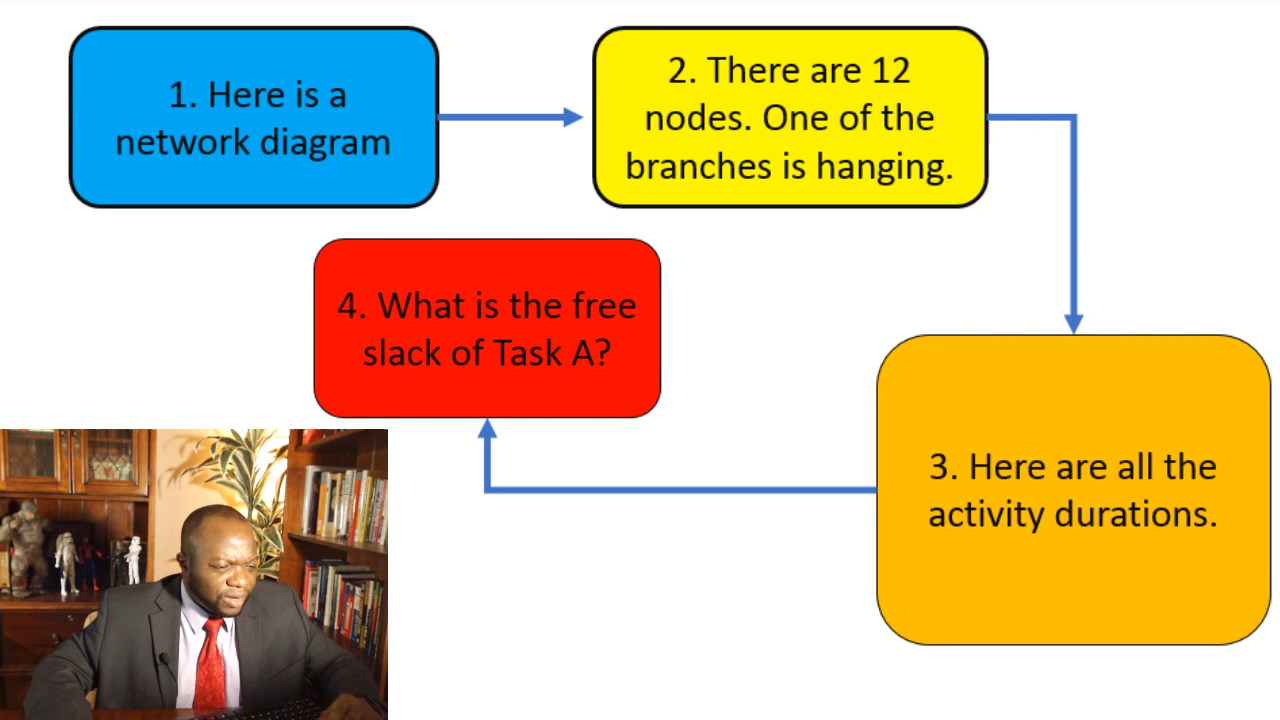 1. Here is a
network diagram
2. There are 12
nodes. One of the
branches is hanging.
3. Here are all the
activity durations.
4. What is the free
slack of Task A?